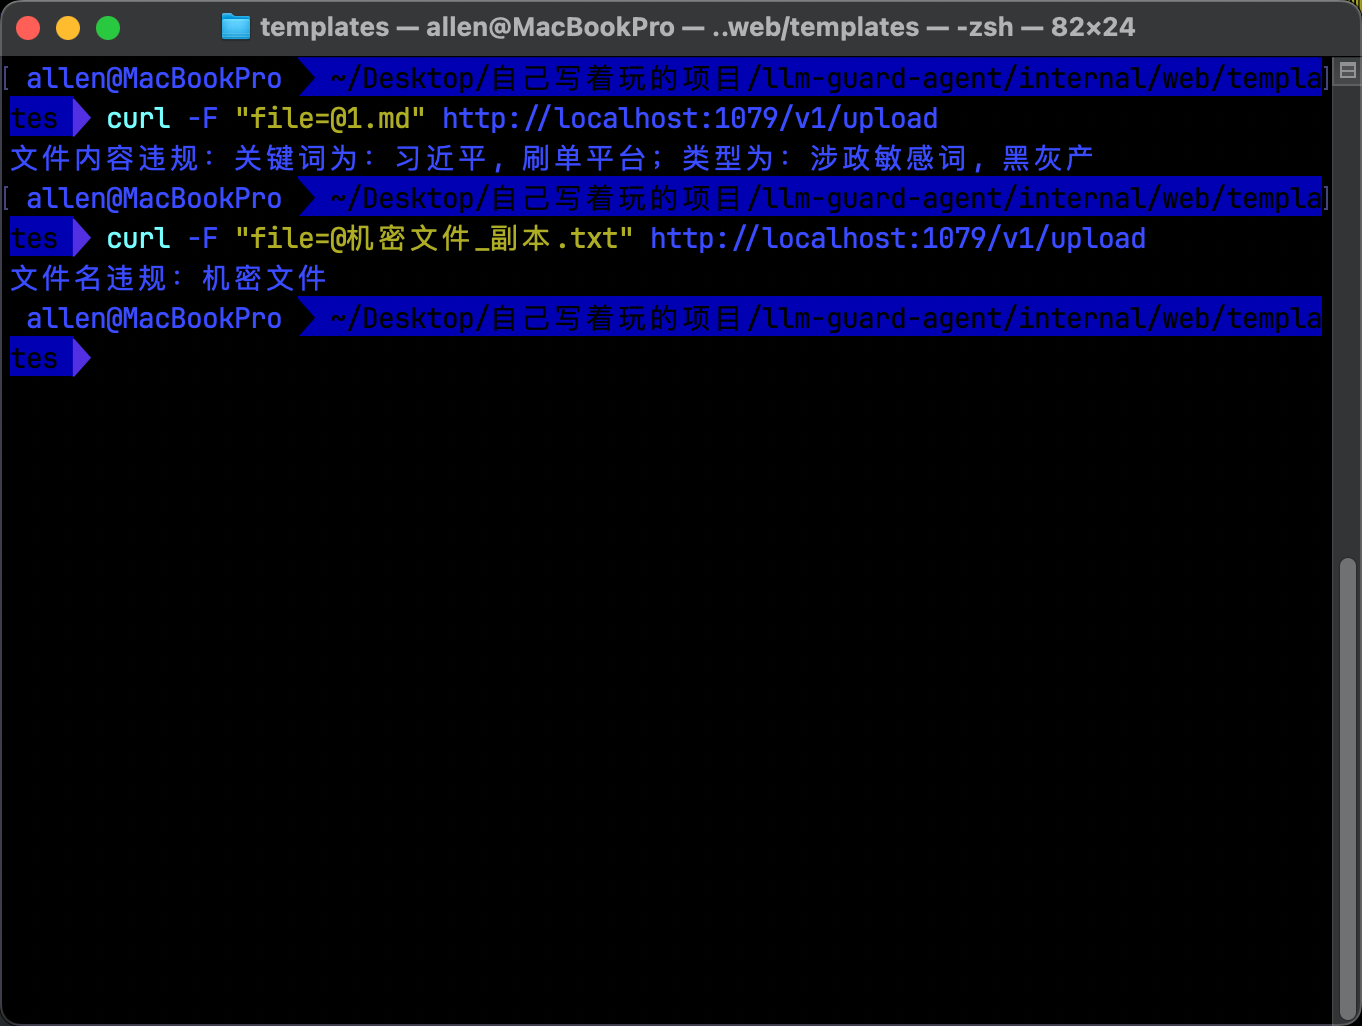 templates — allen@MacBookPro — ..web/templates — -zsh — 82×24
[ allen@MacBookPro ~/Desktop/自己写着玩的项目/llm-guard-agent/internal/web/templa]
tes curl -F "file=@1.md" http://localhost:1079/v1/upload
文件内容违规：关键词为：习近平，刷单平台；类型为：涉政敏感词，黑灰产
[ allen@MacBookPro ~/Desktop/自己写着玩的项目/llm-guard-agent/internal/web/templa]
tes curl -F "file=@机密文件_副本.txt" http://localhost:1079/v1/upload
文件名违规：机密文件
allen@MacBookPro ~/Desktop/自己写着玩的项目/llm-guard-agent/internal/web/templa
tes